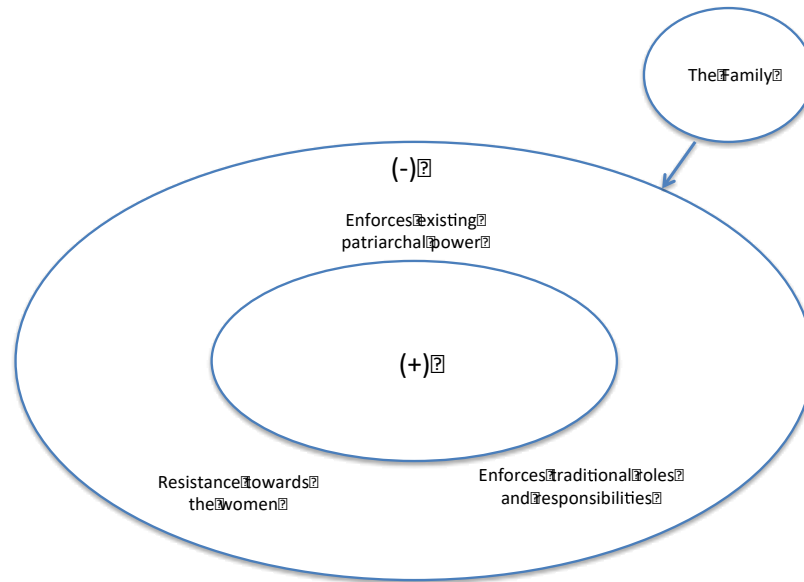 The Family
(-)
Enforces existing
patriarchal power
(+)
Resistance towards
the women
Enforces traditional roles
and responsibilities